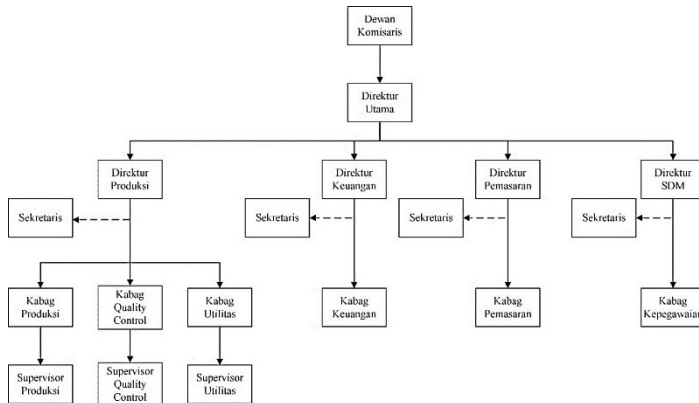 Dewan
Komisaris
Direktur
Utama
Direktur
Produksi
Direktur
Keuangan
Direktur
Pemasaran
Direktur
SDM
Sekretaris
Sekretaris
Sekretaris
Sekretaris
Kabag
Produksi
Kabag
Quality
Control
Kabag
Utilitas
Kabag
Keuangan
Kabag
Pemasaran
Kabag
Kepegawaian
Supervisor
Produksi
Supervisor
Quality
Control
Supervisor
Utilitas